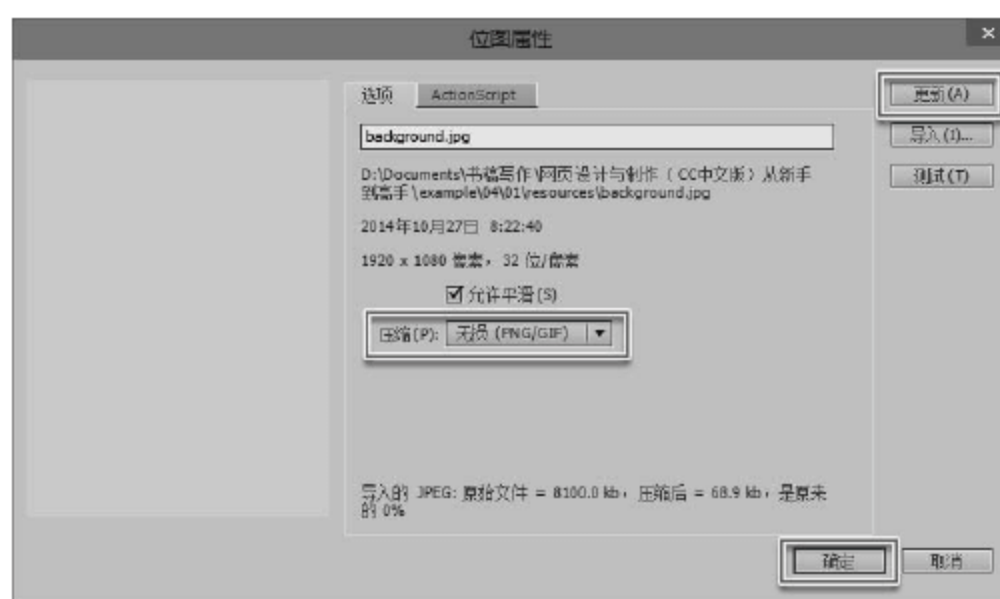 位图属性
×
选项 ActionScript
更新(A)
background.jpg
导入(I)...
D:\Documents\书稿写作\网页设计与制作(CC中文版)从新手
到高手\example\04\01\resources\background.jpg
测试(T)
2014年10月27日 8:22:40
1920 x 1080 像素,32 位/像素
允许平滑(S)
压缩(P): 无损 (PNG/GIF)
导入的 JPEG: 原始文件 = 8100.0 kb,压缩后 = 68.9 kb,是原来
的 0%
确定 取消